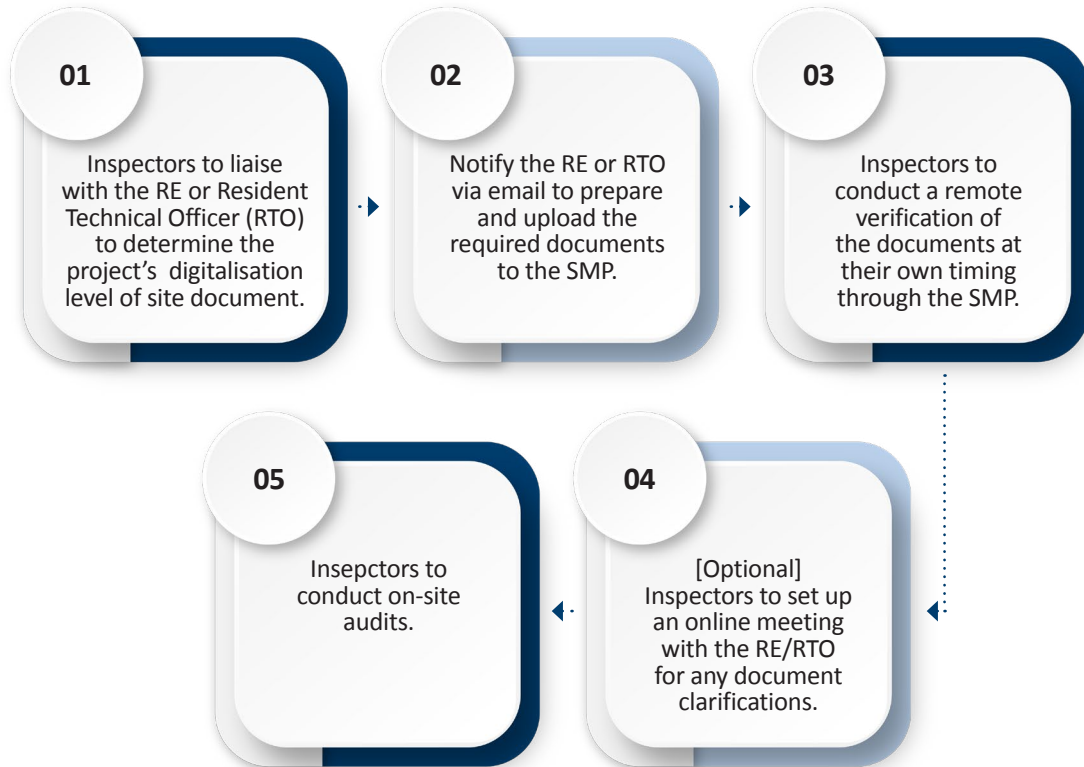 01
Inspectors to liaise
with the RE or Resident
Technical Officer (RTO)
to determine the
project’s digitalisation
level of site document.
02
Notify the RE or RTO
via email to prepare
and upload the
required documents
to the SMP.
03
Inspectors to
conduct a remote
verification of
the documents at
their own timing
through the SMP.
04
[Optional]
Inspectors to set up
an online meeting
with the RE/RTO
for any document
clarifications.
05
Insepctors to
conduct on-site
audits.